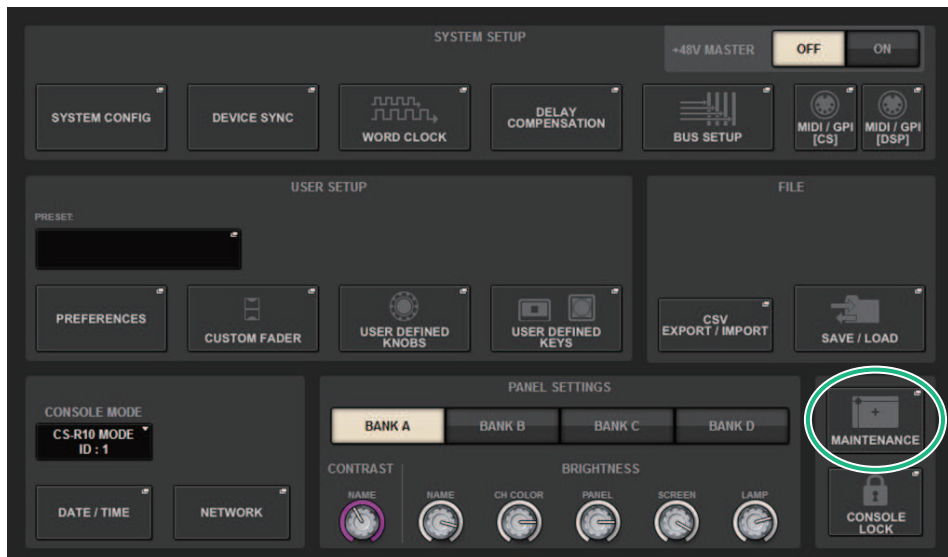 SYSTEM SETUP
+48V MASTER
OFF
ON
SYSTEM CONFIG
DEVICE SYNC
WORD CLOCK
DELAY
COMPENSATION
BUS SETUP
MIDI / GPI
[CS]
MIDI / GPI
[DSP]
USER SETUP
PRESET:
PREFERENCES
CUSTOM FADER
USER DEFINED
KNOBS
USER DEFINED
KEYS
FILE
CSV
EXPORT / IMPORT
SAVE / LOAD
CONSOLE MODE
CS-R10 MODE
ID : 1
DATE / TIME
NETWORK
PANEL SETTINGS
BANK A
BANK B
BANK C
BANK D
CONTRAST
BRIGHTNESS
NAME
NAME
CH COLOR
PANEL
SCREEN
LAMP
MAINTENANCE
CONSOLE
LOCK